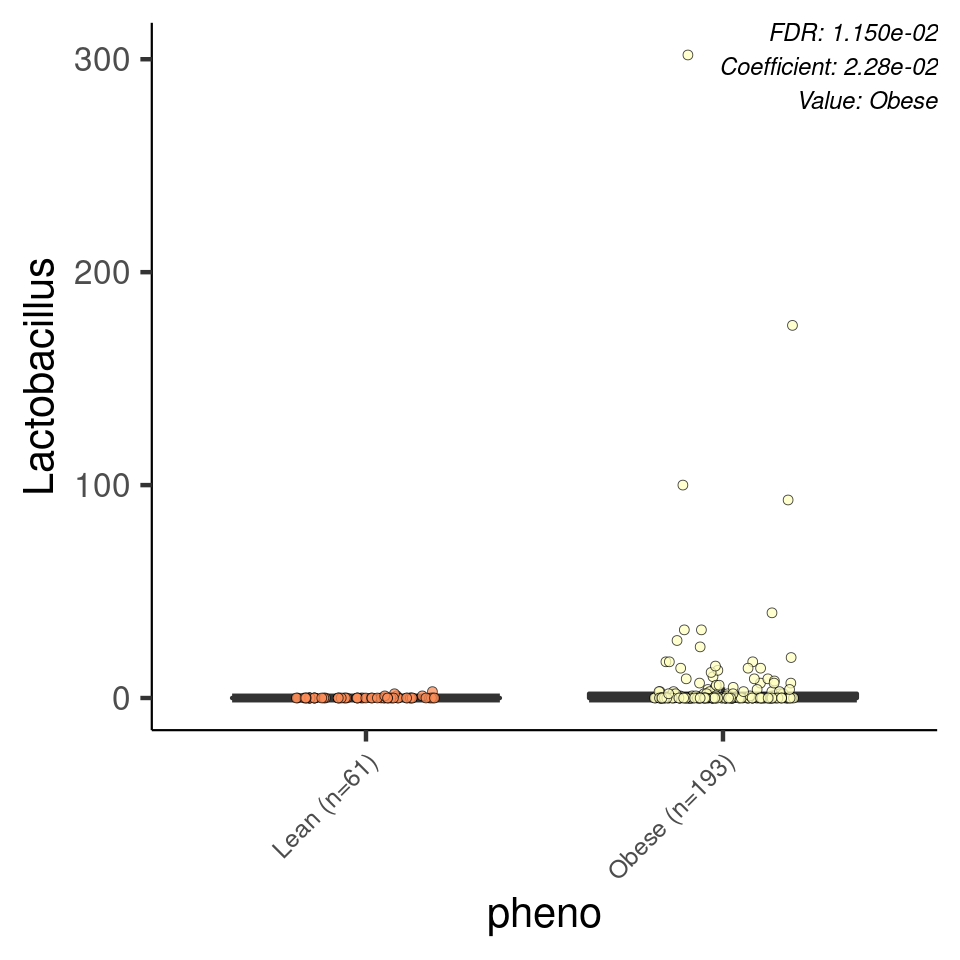 FDR: 1.150e-02
Coefficient: 2.28e-02
Value: Obese
300
200
100
0
Lactobacillus
Lean (n=61)
Obese (n=193)
pheno